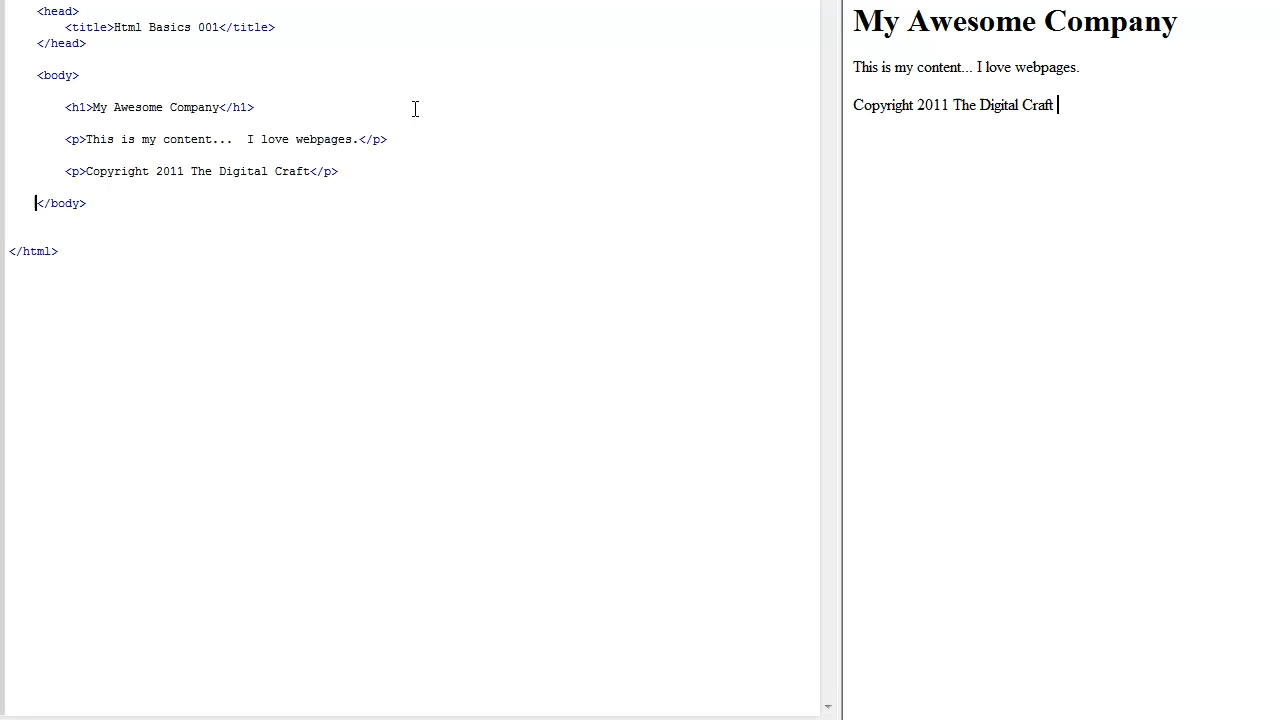 <head>
<title>Html Basics 001</title>
</head>
<body>
<h1>My Awesome Company</h1>
<p>This is my content...  I love webpages.</p>
<p>Copyright 2011 The Digital Craft</p>
</body>
</html>
My Awesome Company
This is my content... I love webpages.
Copyright 2011 The Digital Craft